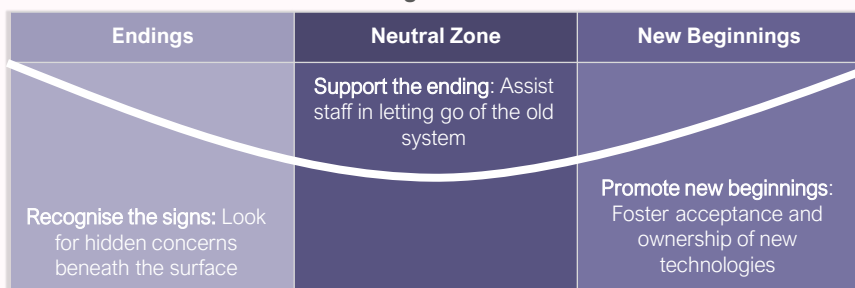 Endings
Neutral Zone
New Beginnings
Support the ending: Assist
staff in letting go of the old
system
Recognise the signs: Look
for hidden concerns
beneath the surface
Promote new beginnings:
Foster acceptance and
ownership of new
technologies